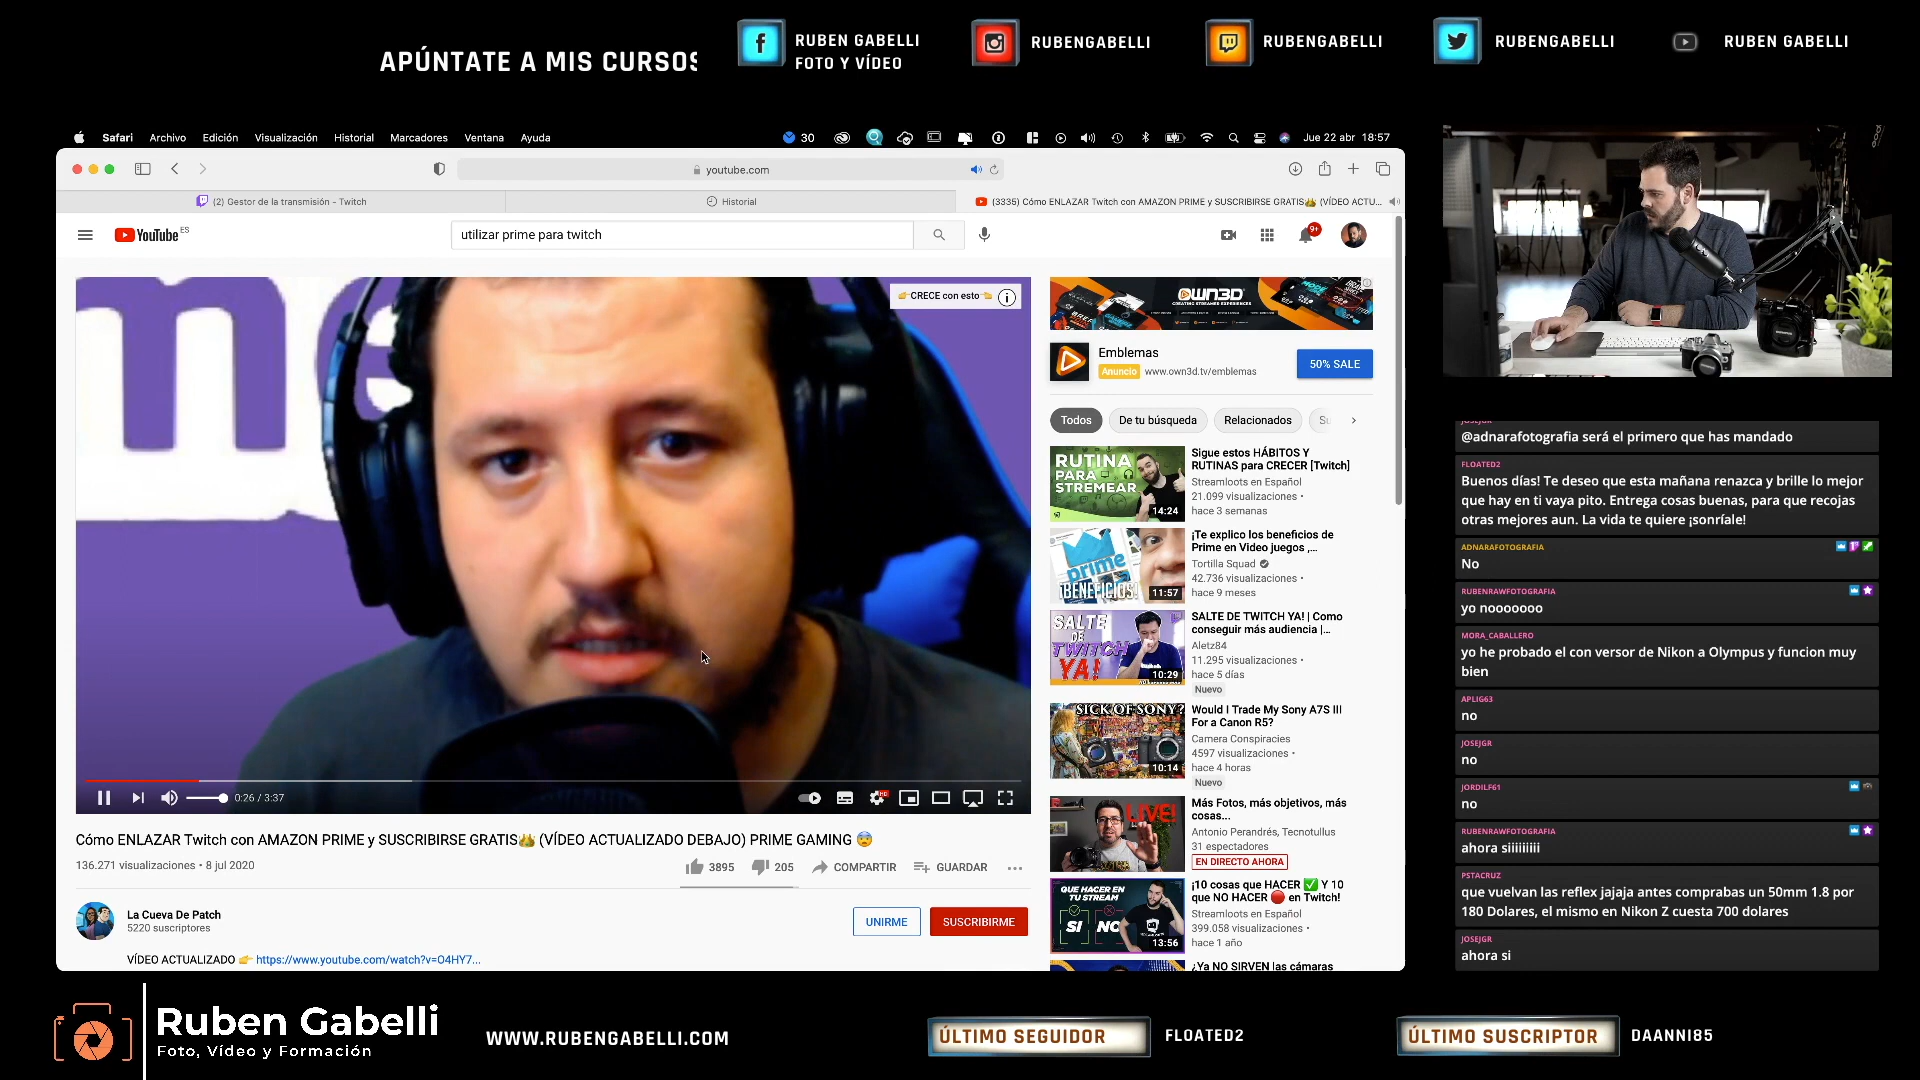 APÚNTATE A MIS CURSOS
RUBEN GABELLI
FOTO Y VÍDEO
RUBENGABELLI
RUBENGABELLI
RUBENGABELLI
RUBEN GABELLI
Safari Archivo Edición Visualización Historial Marcadores Ventana Ayuda
30
Jue 22 abr 18:57
youtube.com
(2) Gestor de la transmisión - Twitch
Historial
(3335) Cómo ENLAZAR Twitch con AMAZON PRIME y SUSCRIBIRSE GRATIS👑 (VÍDEO ACTU...
YouTube ES
utilizar prime para twitch
9+
👉CRECE con esto👈
me
0:26 / 3:37
HD
Cómo ENLAZAR Twitch con AMAZON PRIME y SUSCRIBIRSE GRATIS👑 (VÍDEO ACTUALIZADO DEBAJO) PRIME GAMING 😨
136.271 visualizaciones • 8 jul 2020
3895
205
COMPARTIR
GUARDAR
La Cueva De Patch
5220 suscriptores
UNIRME
SUSCRIBIRME
VÍDEO ACTUALIZADO 👉 https://www.youtube.com/watch?v=O4HY7...
OWN3D
Emblemas
Anuncio www.own3d.tv/emblemas
50% SALE
Todos
De tu búsqueda
Relacionados
RUTINA
PARA
STREMEAR
14:24
Sigue estos HÁBITOS Y
RUTINAS para CRECER [Twitch]
Streamloots en Español
21.099 visualizaciones •
hace 3 semanas
prime
¡BENEFICIOS!
11:57
¡Te explico los beneficios de
Prime en Video juegos ,...
Tortilla Squad
42.736 visualizaciones •
hace 9 meses
SALTE
DE
TWITCH
YA!
10:29
SALTE DE TWITCH YA! | Como
conseguir más audiencia |...
Aletz84
11.295 visualizaciones •
hace 5 días
Nuevo
SICK OF SONY?
10:14
Would I Trade My Sony A7S III
For a Canon R5?
Camera Conspiracies
4597 visualizaciones •
hace 4 horas
Nuevo
LIVE!
Más Fotos, más objetivos, más
cosas...
Antonio Perandrés, Tecnotullus
31 espectadores
EN DIRECTO AHORA
QUE HACER EN
TU STREAM
SI
NO
13:56
¡10 cosas que HACER ✅ Y 10
que NO HACER 🔴 en Twitch!
Streamloots en Español
399.058 visualizaciones •
hace 1 año
¿Ya NO SIRVEN las cámaras
JOSEJGR
@adnarafotografia será el primero que has mandado
FLOATED2
Buenos días! Te deseo que esta mañana renazca y brille lo mejor
que hay en ti vaya pito. Entrega cosas buenas, para que recojas
otras mejores aun. La vida te quiere ¡sonríale!
ADNARAFOTOGRAFIA
No
RUBENRAWFOTOGRAFIA
yo nooooooo
MORA_CABALLERO
yo he probado el con versor de Nikon a Olympus y funcion muy
bien
APLIG63
no
JOSEJGR
no
JORDILF61
no
RUBENRAWFOTOGRAFIA
ahora siiiiiiiii
PSTACRUZ
que vuelvan las reflex jajaja antes comprabas un 50mm 1.8 por
180 Dolares, el mismo en Nikon Z cuesta 700 dolares
JOSEJGR
ahora si
Ruben Gabelli
Foto, Vídeo y Formación
WWW.RUBENGABELLI.COM
ÚLTIMO SEGUIDOR
FLOATED2
ÚLTIMO SUSCRIPTOR
DAANNI85